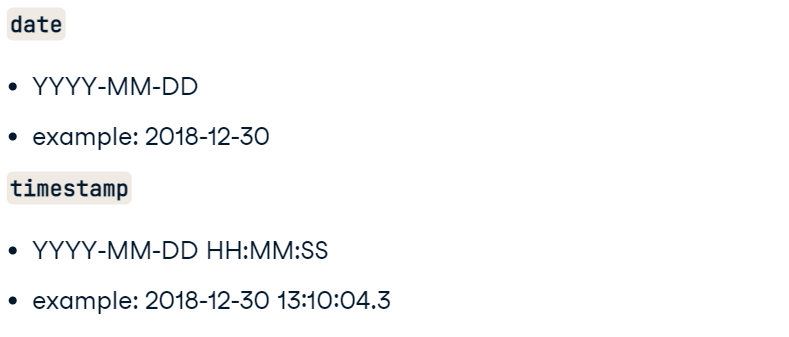 date
• YYYY-MM-DD
• example: 2018-12-30
timestamp
• YYYY-MM-DD HH:MM:SS
• example: 2018-12-30 13:10:04.3